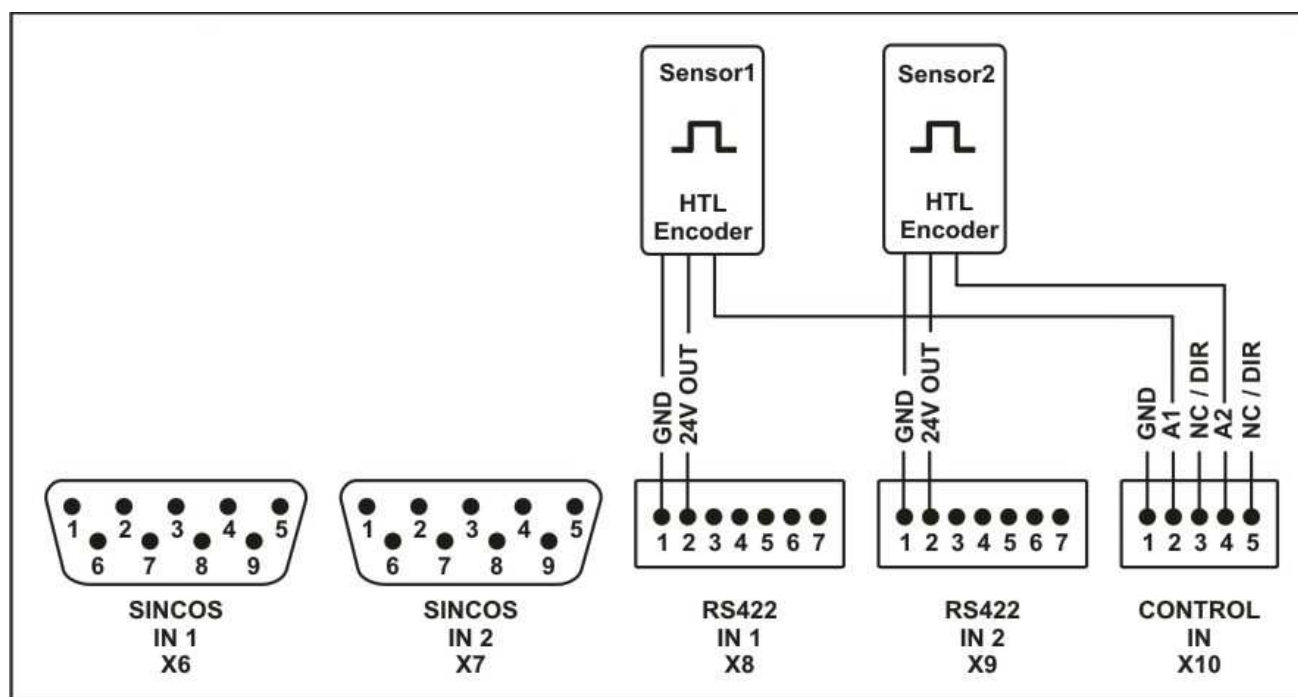 Sensor1
HTL
Encoder
Sensor2
HTL
Encoder
GND
24V OUT
GND
24V OUT
GND
A1
NC / DIR
A2
NC / DIR
1 2 3 4 5
6 7 8 9
SINCOS
IN 1
X6
1 2 3 4 5
6 7 8 9
SINCOS
IN 2
X7
1 2 3 4 5 6 7
RS422
IN 1
X8
1 2 3 4 5 6 7
RS422
IN 2
X9
1 2 3 4 5
CONTROL
IN
X10